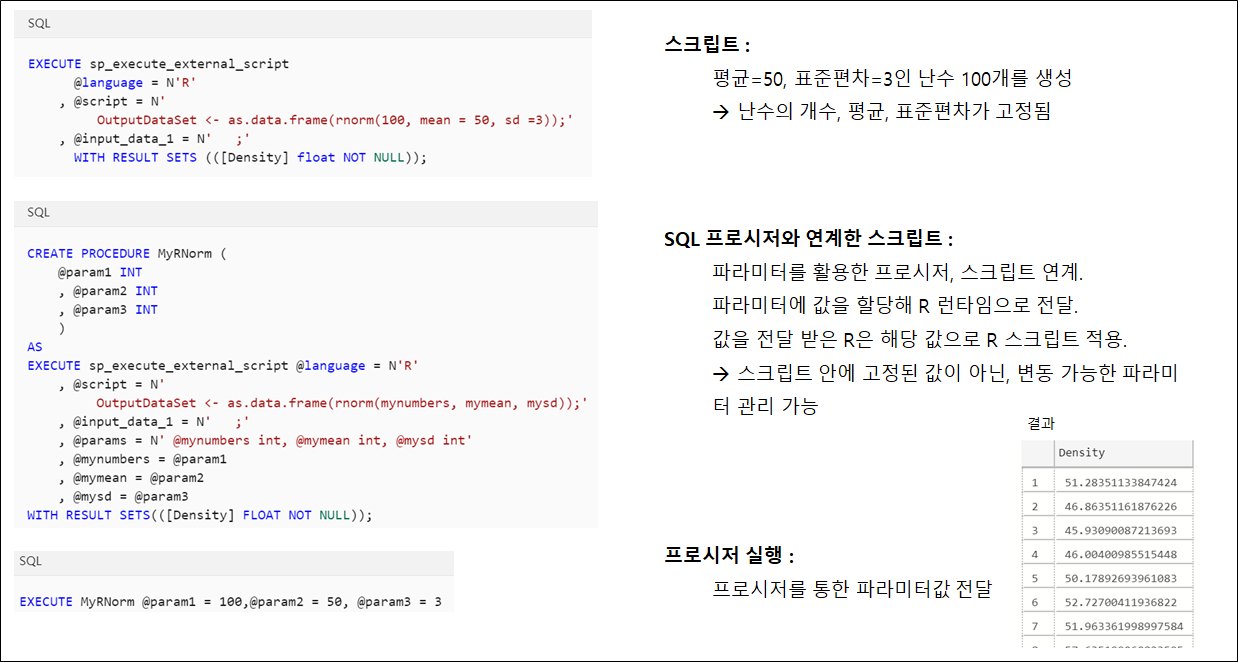 SQL
EXECUTE sp_execute_external_script
@language = N'R'
, @script = N'
OutputDataSet <- as.data.frame(rnorm(100, mean = 50, sd =3));'
, @input_data_1 = N'   ;'
WITH RESULT SETS (([Density] float NOT NULL));
스크립트 :
평균=50, 표준편차=3인 난수 100개를 생성
→ 난수의 개수, 평균, 표준편차가 고정됨
SQL
CREATE PROCEDURE MyRNorm (
@param1 INT
, @param2 INT
, @param3 INT
)
AS
EXECUTE sp_execute_external_script @language = N'R'
, @script = N'
OutputDataSet <- as.data.frame(rnorm(mynumbers, mymean, mysd));'
, @input_data_1 = N'   ;'
, @params = N' @mynumbers int, @mymean int, @mysd int'
, @mynumbers = @param1
, @mymean = @param2
, @mysd = @param3
WITH RESULT SETS(([Density] FLOAT NOT NULL));
SQL 프로시저와 연계한 스크립트 :
파라미터를 활용한 프로시저, 스크립트 연계.
파라미터에 값을 할당해 R 런타임으로 전달.
값을 전달 받은 R은 해당 값으로 R 스크립트 적용.
→ 스크립트 안에 고정된 값이 아닌, 변동 가능한 파라미
터 관리 가능
SQL
EXECUTE MyRNorm @param1 = 100,@param2 = 50, @param3 = 3
프로시저 실행 :
프로시저를 통한 파라미터값 전달
결과
Density
1 51.28351133847424
2 46.86351161876226
3 45.93090087213693
4 46.00400985515448
5 50.17892693961083
6 52.72700411936822
7 51.963361998997584